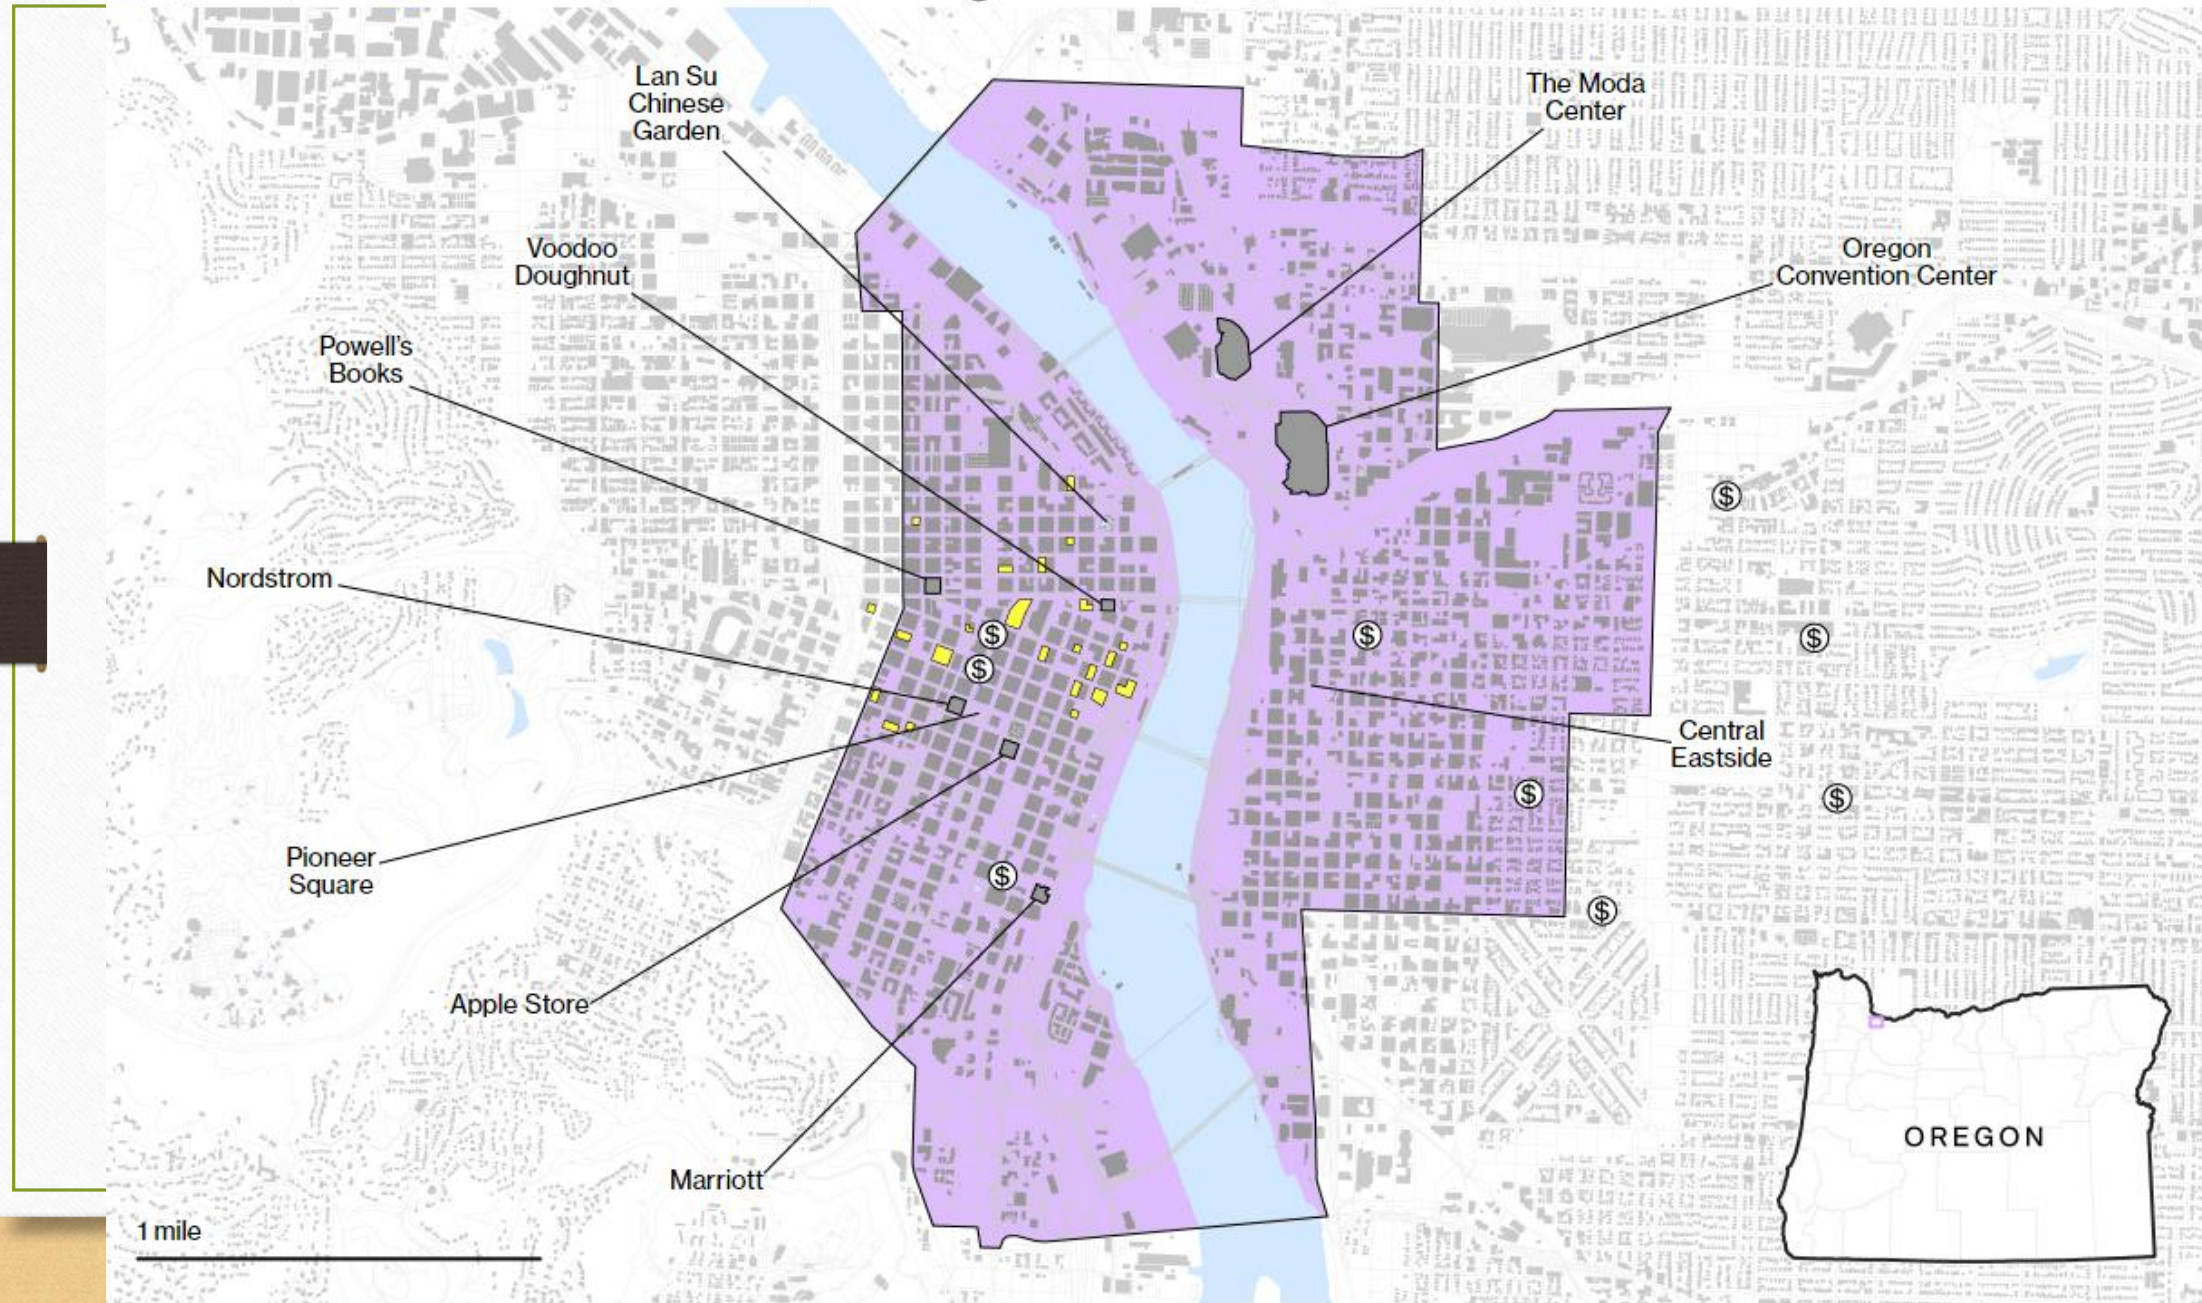 Lan Su
Chinese
Garden
The Moda
Center
Voodoo
Doughnut
Oregon
Convention Center
Powell's
Books
Nordstrom
$
$
$
$
$
Central
Eastside
$
$
Pioneer
Square
$
$
Apple Store
OREGON
Marriott
1 mile